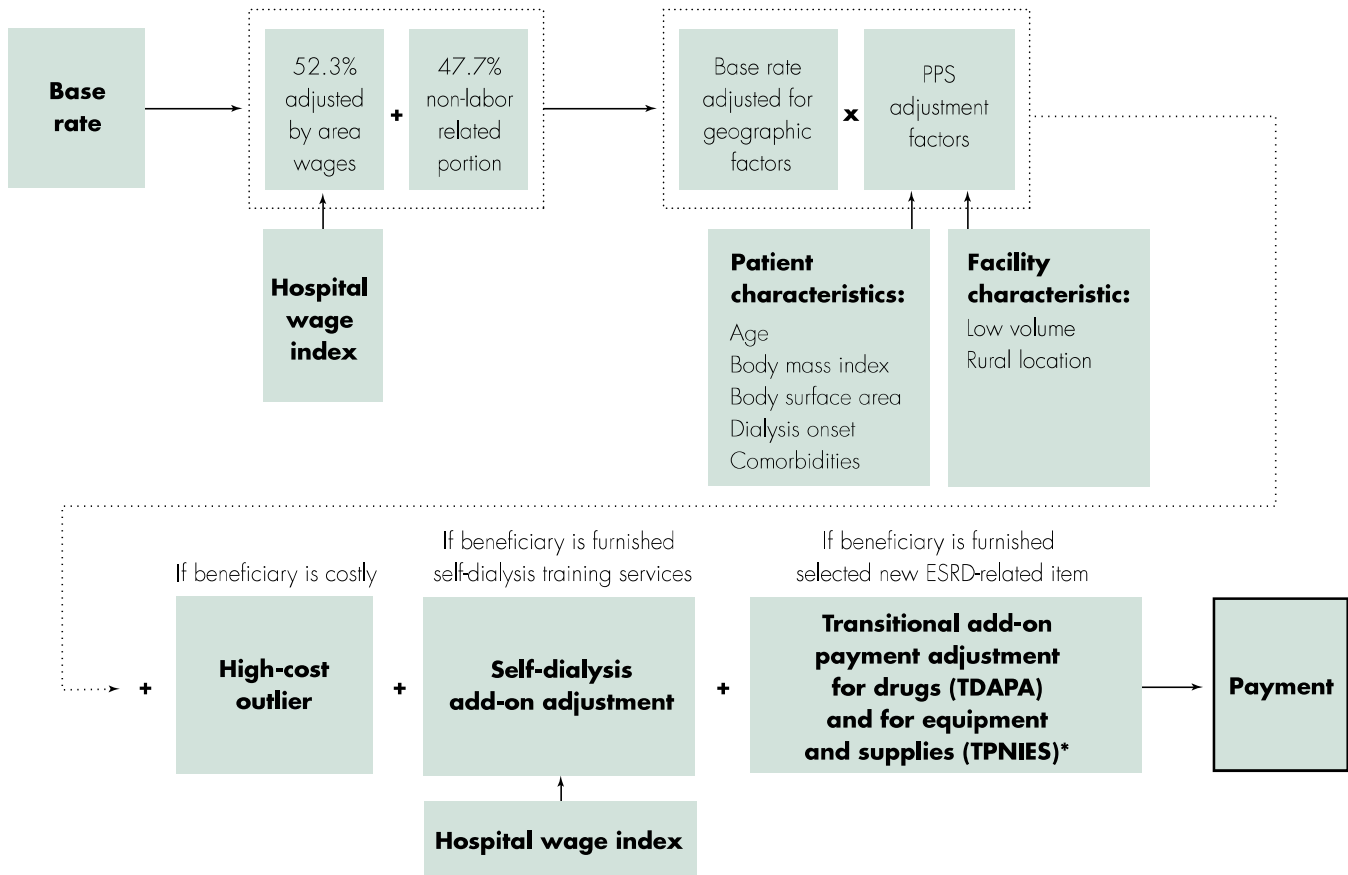 Base
rate
52.3%
adjusted
by area
wages
+
47.7%
non-labor
related
portion
Base rate
adjusted for
geographic
factors
x
PPS
adjustment
factors
Hospital
wage
index
Patient
characteristics:
Age
Body mass index
Body surface area
Dialysis onset
Comorbidities
Facility
characteristic:
Low volume
Rural location
+
If beneficiary is costly
High-cost
outlier
+
If beneficiary is furnished
self-dialysis training services
Self-dialysis
add-on adjustment
Hospital wage index
+
If beneficiary is furnished
selected new ESRD-related item
Transitional add-on
payment adjustment
for drugs (TDAPA)
and for equipment
and supplies (TPNIES)*
Payment